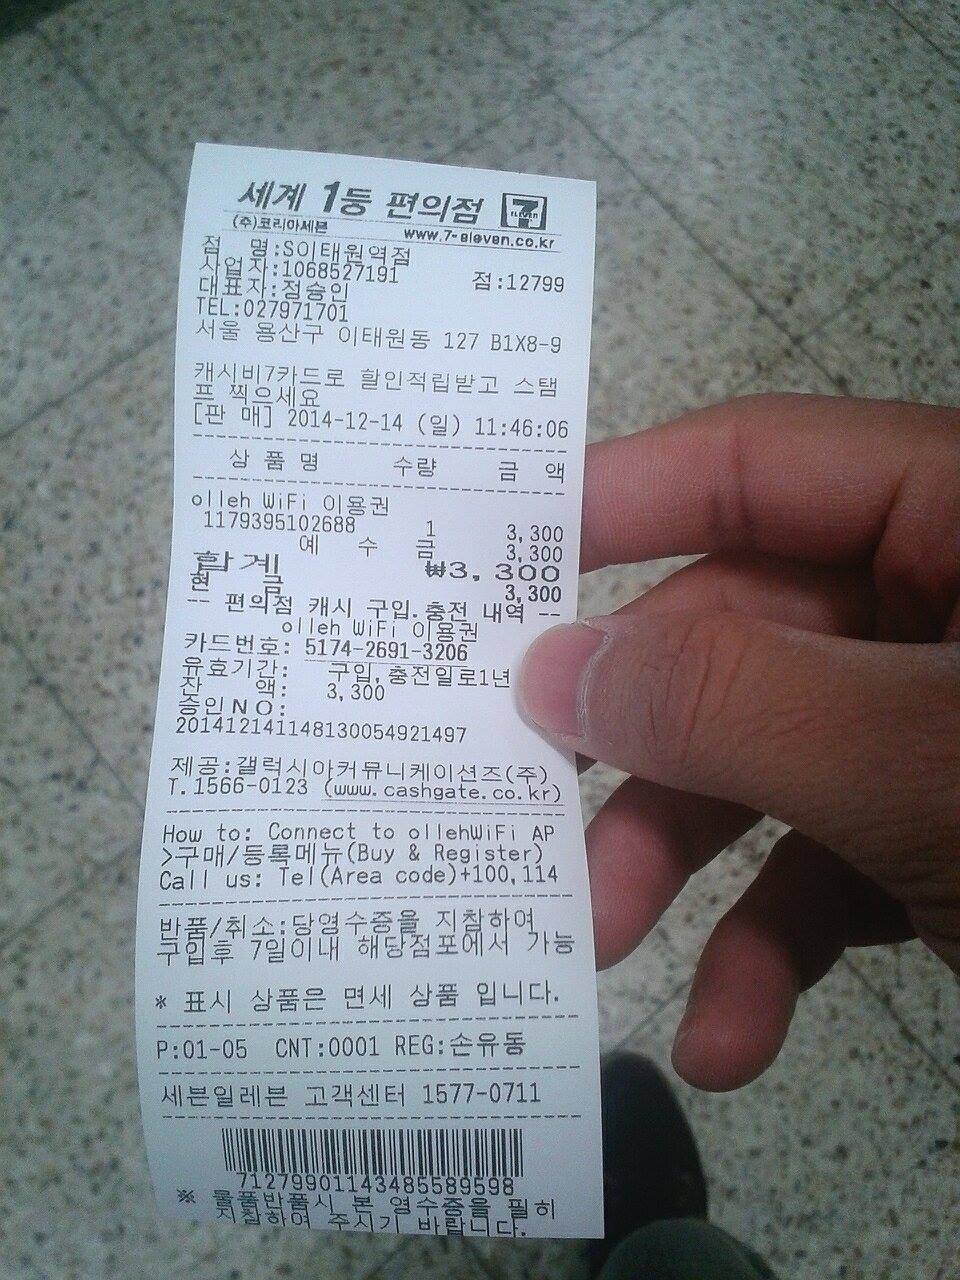 세계 1등 편의점 7 ELEVEN
(주)코리아세븐 www.7-eleven.co.kr
점 명:SO이태원역점
사업자:1068527191 점:12799
대표자:정승인
TEL:027971701
서울 용산구 이태원동 127 B1X8-9
캐시비7카드로 할인적립받고 스탬
프 찍으세요
[판 매] 2014-12-14 (일) 11:46:06
상 품 명 수량 금 액
olleh WiFi 이용권
1179395102688 1 3,300
예 수 금 3,300
합계 ₩3,300
현 금 3,300
-- 편의점 캐시 구입.충전 내역 --
olleh WiFi 이용권
카드번호: 5174-2691-3206
유효기간: 구입,충전일로1년
잔 액: 3,300
승인NO:
201412141148130054921497
제공:갤럭시아커뮤니케이션즈(주)
T.1566-0123 (www.cashgate.co.kr)
How to: Connect to ollehWiFi AP
>구매/등록메뉴(Buy & Register)
Call us: Tel(Area code)+100,114
반품/취소:당영수증을 지참하여
구입후 7일이내 해당점포에서 가능
* 표시 상품은 면세 상품 입니다.
P:01-05 CNT:0001 REG:손유동
세븐일레븐 고객센터 1577-0711
71279901143485589598
※ 물품반품시 본 영수증을 필히
지참하여 주시기 바랍니다.